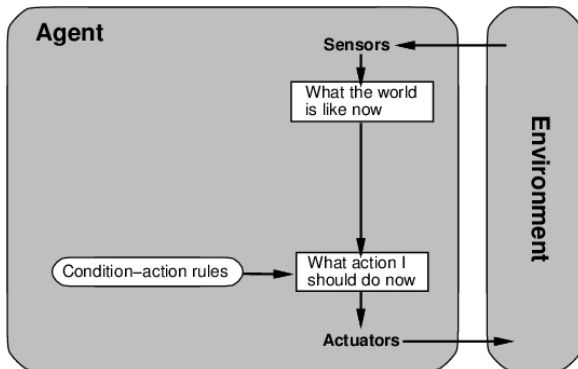 Agent
Sensors
What the world
is like now
Environment
Condition–action rules
What action I
should do now
Actuators